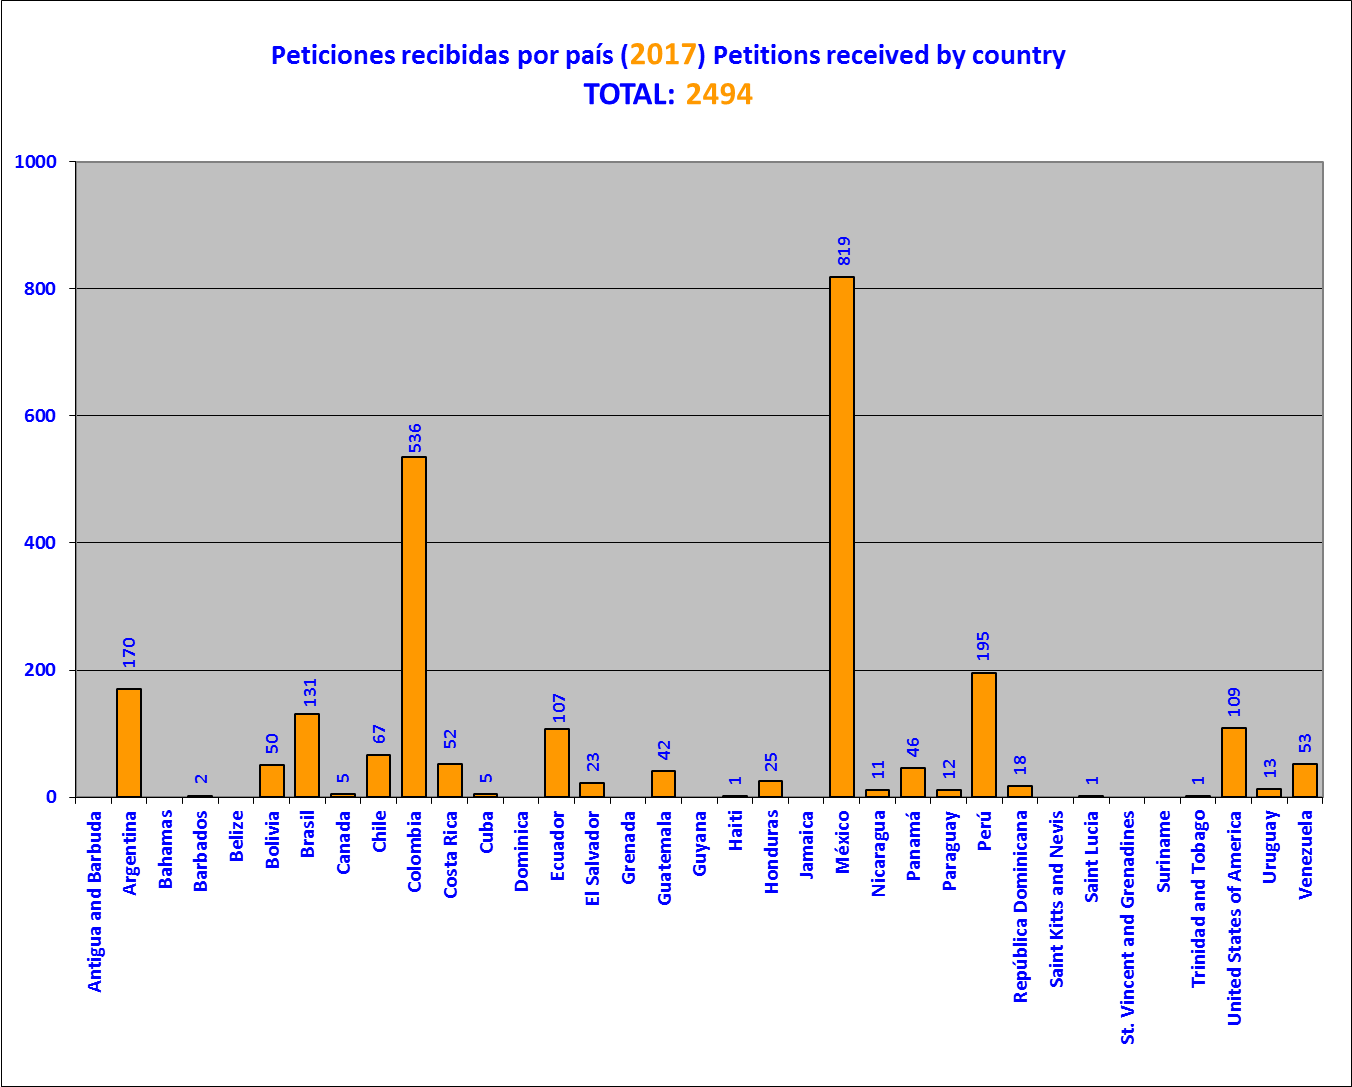 Peticiones recibidas por país (2017) Petitions received by country
TOTAL: 2494
1000
800
600
400
200
0
170
2
50
131
5
67
536
52
5
107
23
42
1
25
819
11
46
12
195
18
1
1
109
13
53
Antigua and Barbuda
Argentina
Bahamas
Barbados
Belize
Bolivia
Brasil
Canada
Chile
Colombia
Costa Rica
Cuba
Dominica
Ecuador
El Salvador
Grenada
Guatemala
Guyana
Haiti
Honduras
Jamaica
México
Nicaragua
Panamá
Paraguay
Perú
República Dominicana
Saint Kitts and Nevis
Saint Lucia
St. Vincent and Grenadines
Suriname
Trinidad and Tobago
United States of America
Uruguay
Venezuela